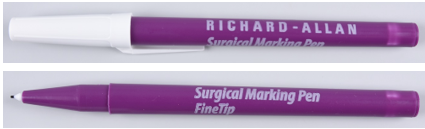 RICHARD-ALLAN
Surgical Marking Pen
Surgical Marking Pen
FineTip